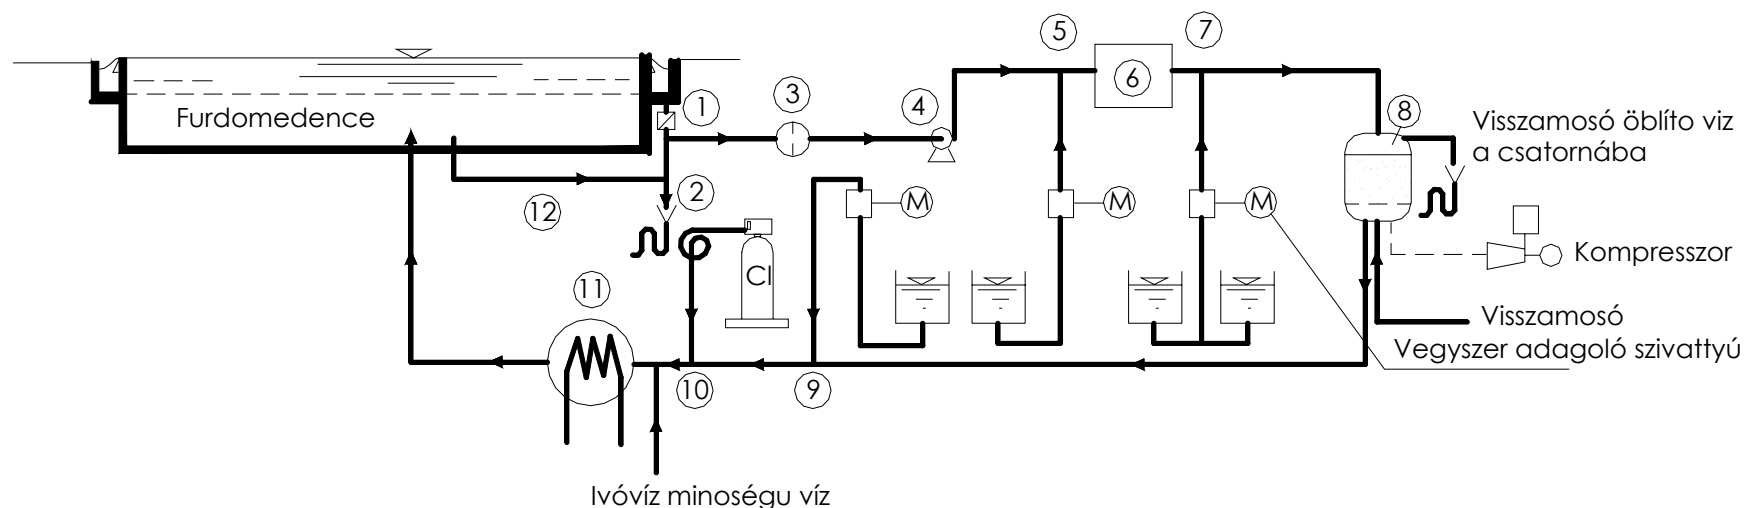 5
7
6
1
3
4
8
Furdomedence
Visszamosó öblíto viz
a csatornába
2
12
M
M
M
Cl
Kompresszor
11
Visszamosó
Vegyszer adagoló szivattyú
10
9
Ivóvíz minoségu víz